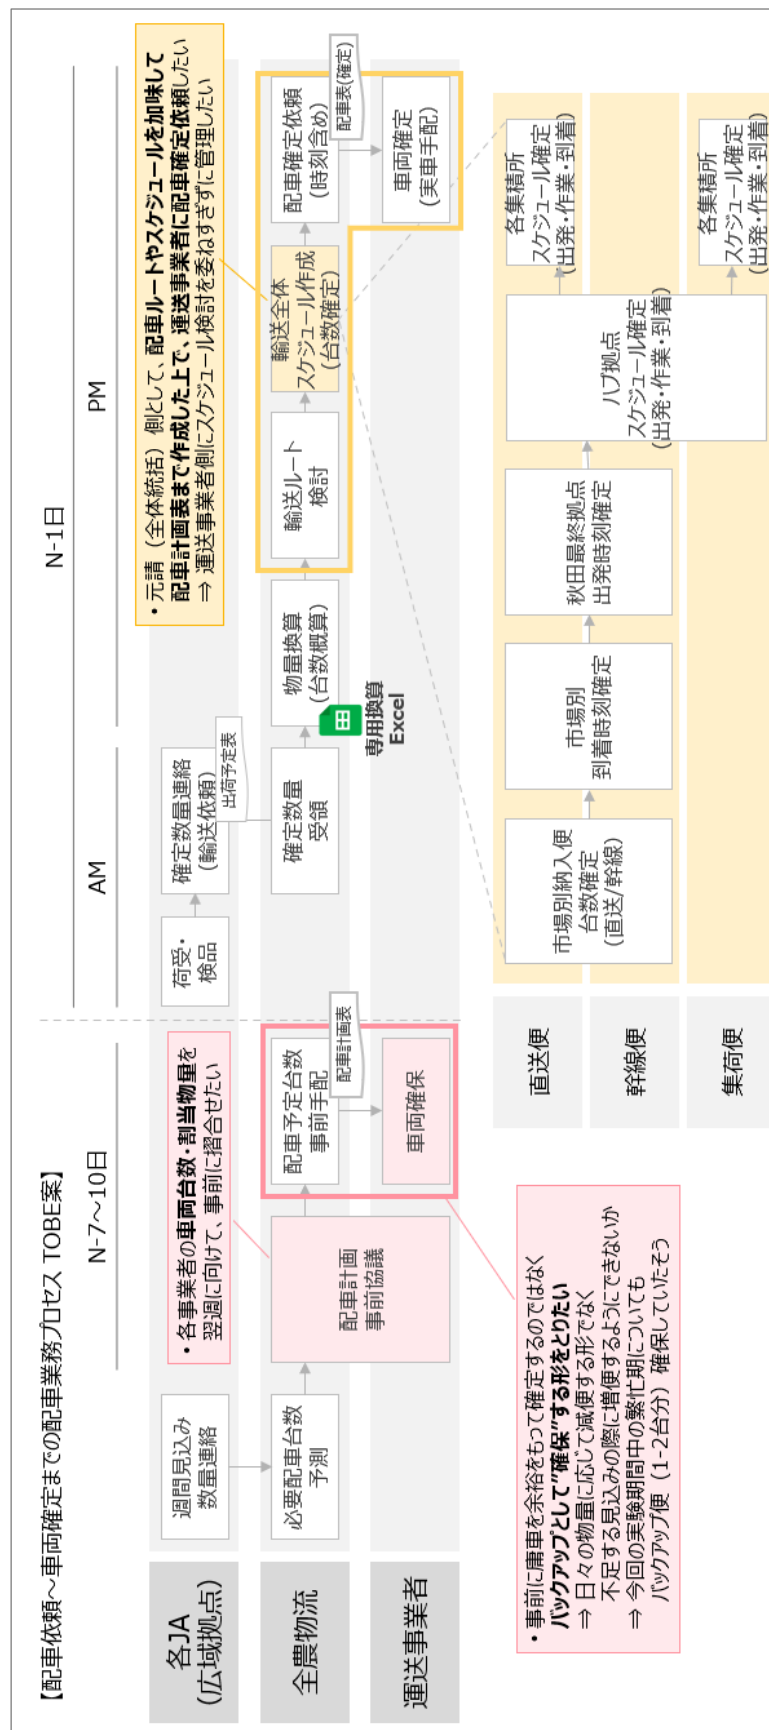 【配車依頼～車両確定までの配車業務プロセス TOBE案】
N-7～10日
N-1日
AM
PM
各JA
(広域拠点)
全農物流
運送事業者
週間見込み
数量連絡
必要配車台数
予測
・各事業者の車両台数・割当物量を
翌週に向けて、事前に摺合せたい
配車計画
事前協議
配車予定台数
事前手配
配車計画表
車両確保
・事前に庸車を余裕をもって確定するのではなく
バックアップとして"確保"する形をとりたい
⇒ 日々の物量に応じて減便する形でなく
不足する見込みの際に増便するようにできないか
⇒ 今回の実験期間中の繁忙期についても
バックアップ便（1-2台分）確保していたそう
荷受・
検品
確定数量連絡
(輸送依頼)
出荷予定表
確定数量
受領
物量換算
(台数概算)
専用換算
Excel
・元請（全体統括）側として、配車ルートやスケジュールを加味して
配車計画表まで作成した上で、運送事業者に配車確定依頼したい
⇒ 運送事業者側にスケジュール検討を委ねすぎずに管理したい
輸送ルート
検討
輸送全体
スケジュール作成
(台数確定)
配車確定依頼
(時刻含め)
配車表(確定)
車両確定
(実車手配)
直送便
幹線便
集荷便
市場別納入便
台数確定
(直送/幹線)
市場別
到着時刻確定
秋田最終拠点
出発時刻確定
ハブ拠点
スケジュール確定
(出発・作業・到着)
各集積所
スケジュール確定
(出発・作業・到着)
各集積所
スケジュール確定
(出発・作業・到着)